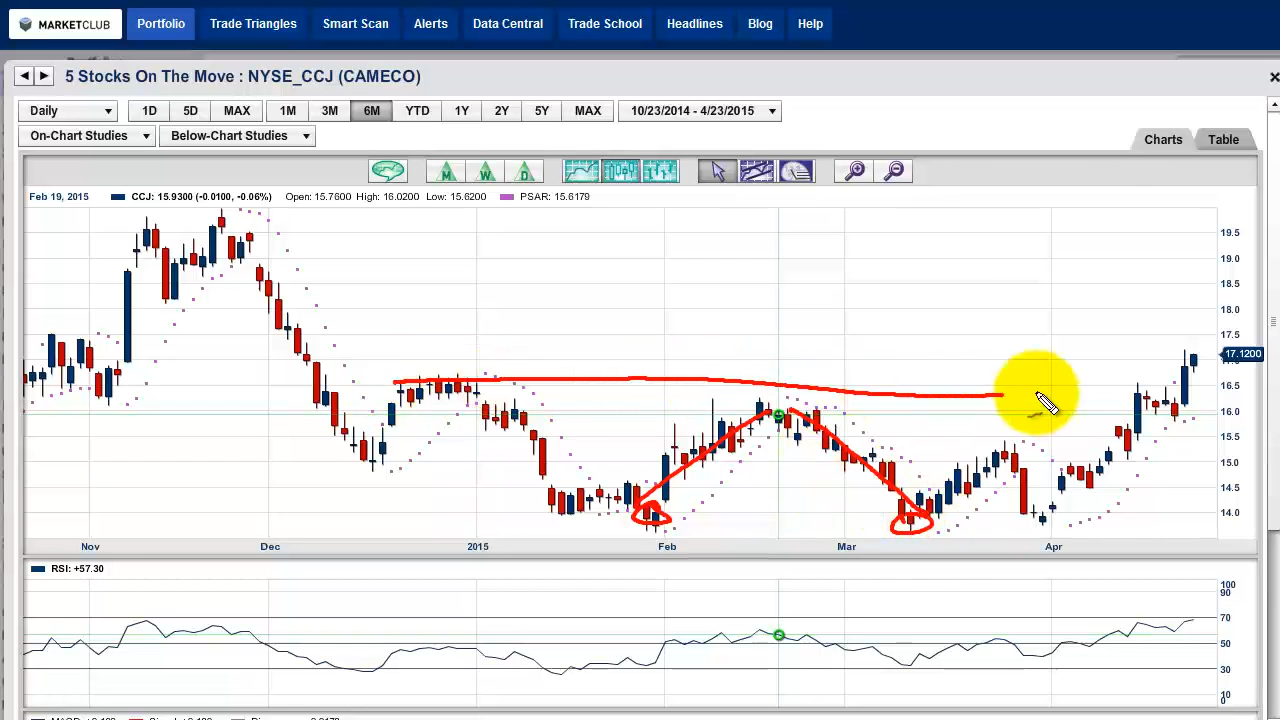 MARKETCLUB Portfolio Trade Triangles Smart Scan Alerts Data Central Trade School Headlines Blog Help
5 Stocks On The Move : NYSE_CCJ (CAMECO)
Daily 1D 5D MAX 1M 3M 6M YTD 1Y 2Y 5Y MAX 10/23/2014 - 4/23/2015
On-Chart Studies Below-Chart Studies Charts Table
M W D
Feb 19, 2015 CCJ: 15.9300 (-0.0100, -0.06%) Open: 15.7600 High: 16.0200 Low: 15.6200 PSAR: 15.6179
19.5
19.0
18.5
18.0
17.5
17.1200
16.5
16.0
15.5
15.0
14.5
14.0
Nov Dec 2015 Feb Mar Apr
RSI: +57.30
100
90
70
50
30
10
0